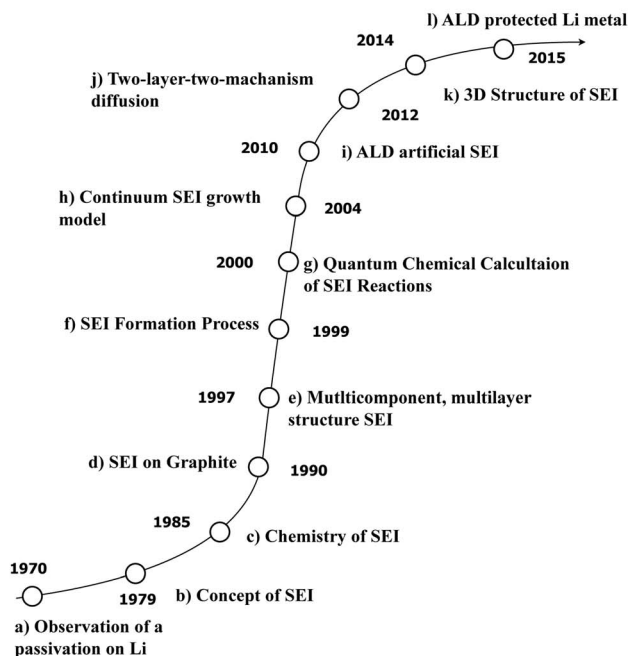 l) ALD protected Li metal
2014
2015
j) Two-layer-two-machanism
diffusion
k) 3D Structure of SEI
2012
2010
i) ALD artificial SEI
h) Continuum SEI growth
model
2004
2000
g) Quantum Chemical Calcultaion
of SEI Reactions
f) SEI Formation Process
1999
1997
e) Mutlticomponent, multilayer
structure SEI
d) SEI on Graphite
1990
1985
c) Chemistry of SEI
1970
1979
b) Concept of SEI
a) Observation of a
passivation on Li